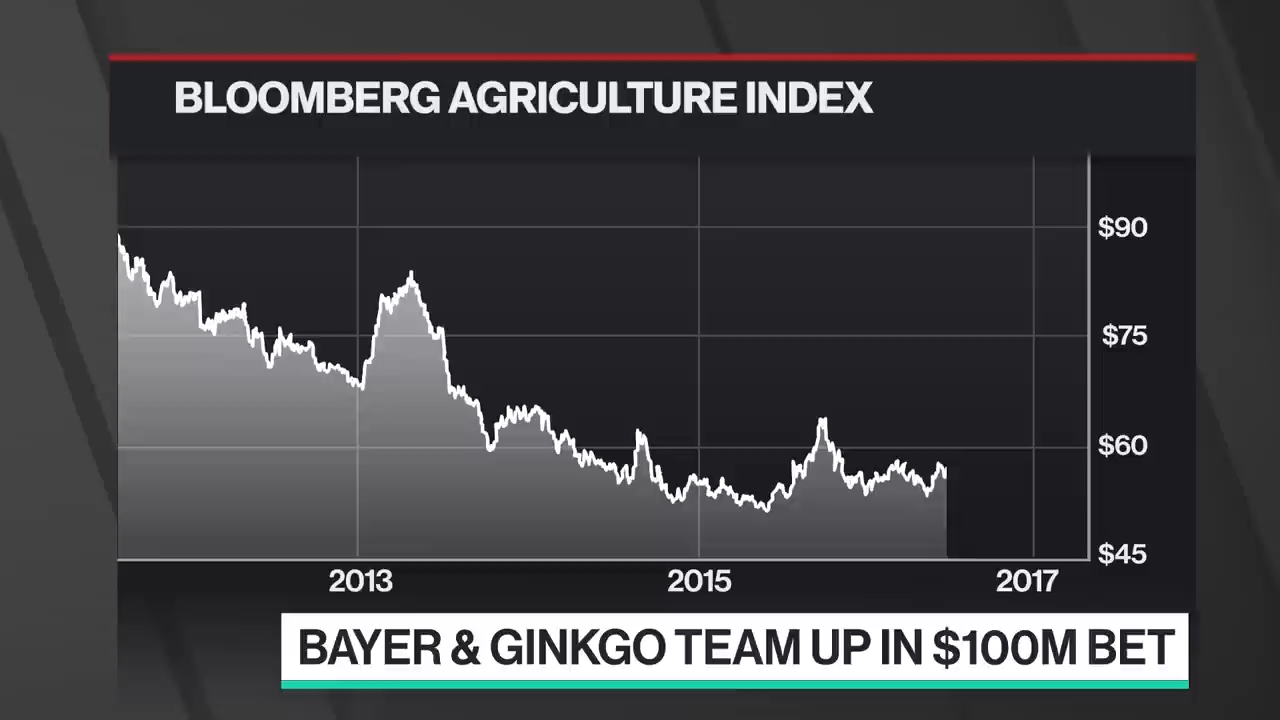 BLOOMBERG AGRICULTURE INDEX
$90
$75
$60
$45
2013 2015 2017
BAYER & GINKGO TEAM UP IN $100M BET